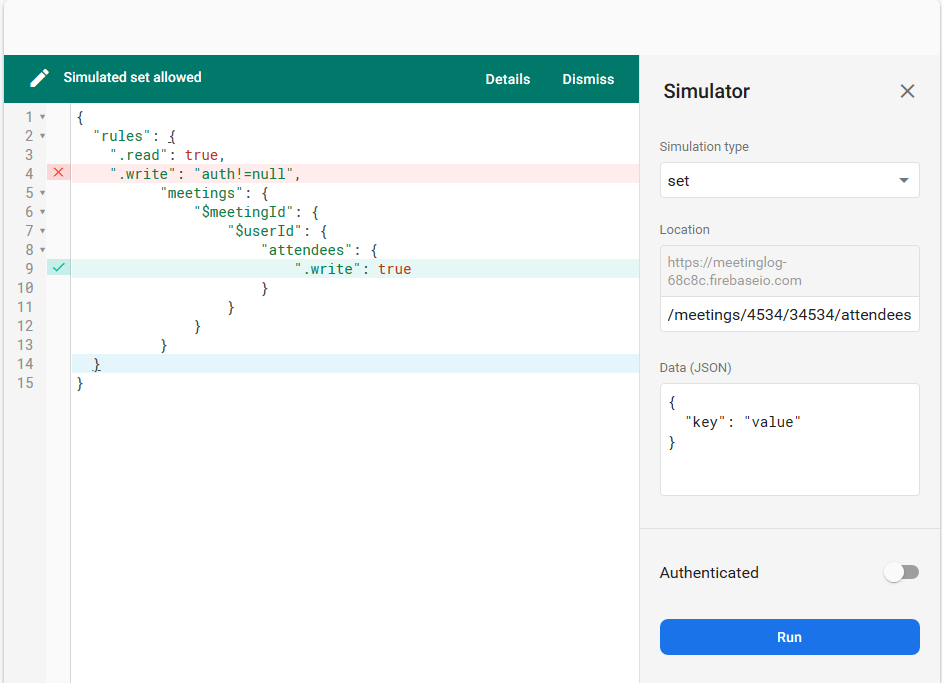 Simulated set allowed Details Dismiss
1 {
2 "rules": {
3 ".read": true,
4 ".write": "auth!=null",
5 "meetings": {
6 "$meetingId": {
7 "$userId": {
8 "attendees": {
9 ".write": true
10 }
11 }
12 }
13 }
14 }
15 }
Simulator
Simulation type
set
Location
https://meetinglog-
68c8c.firebaseio.com
/meetings/4534/34534/attendees
Data (JSON)
{
"key": "value"
}
Authenticated
Run